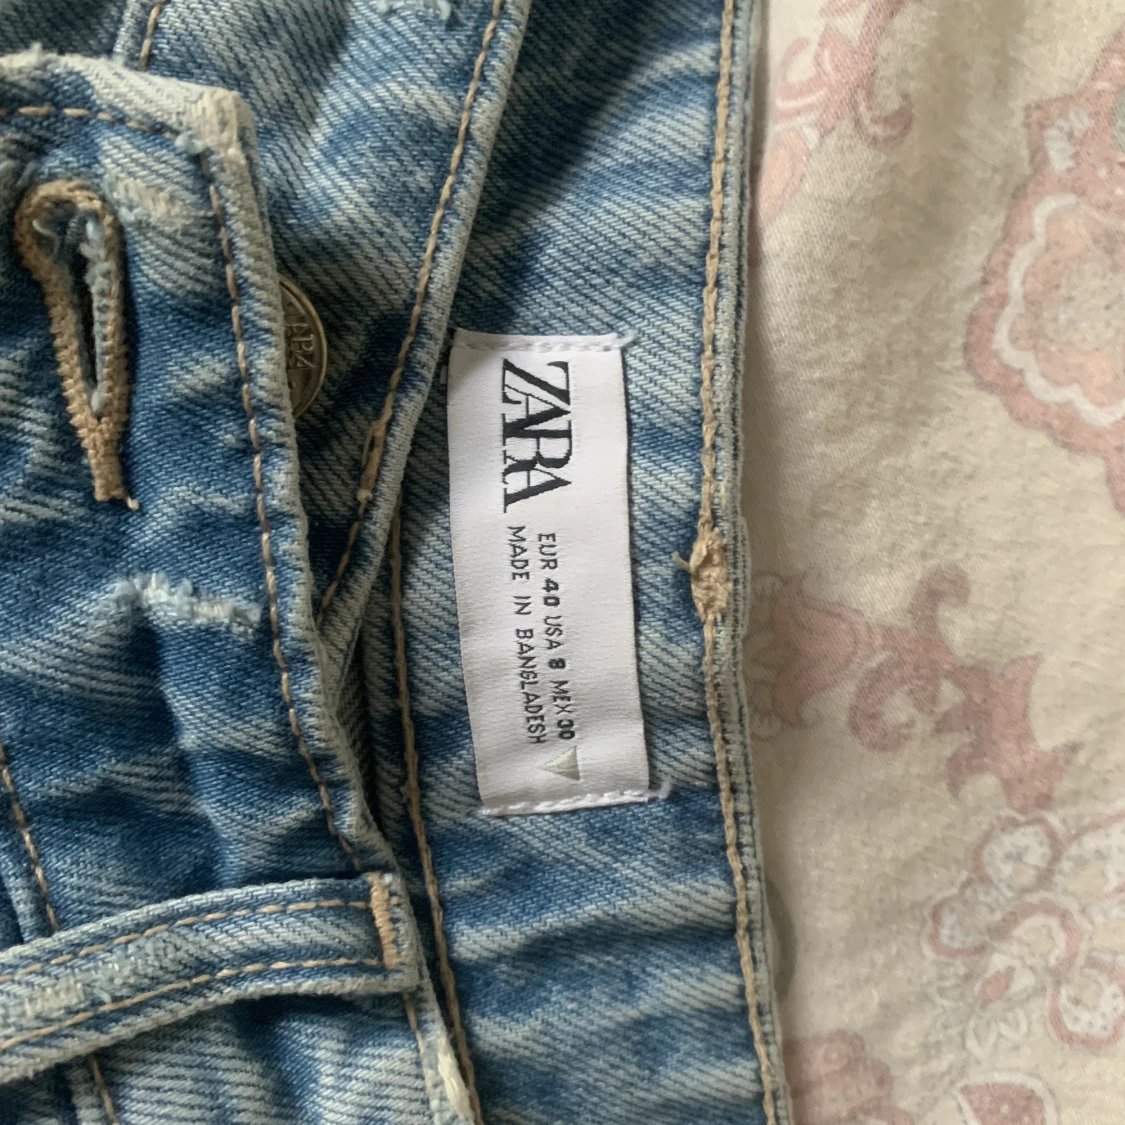 ZARA
EUR 40 USA 8 MEX 30
MADE IN BANGLADESH